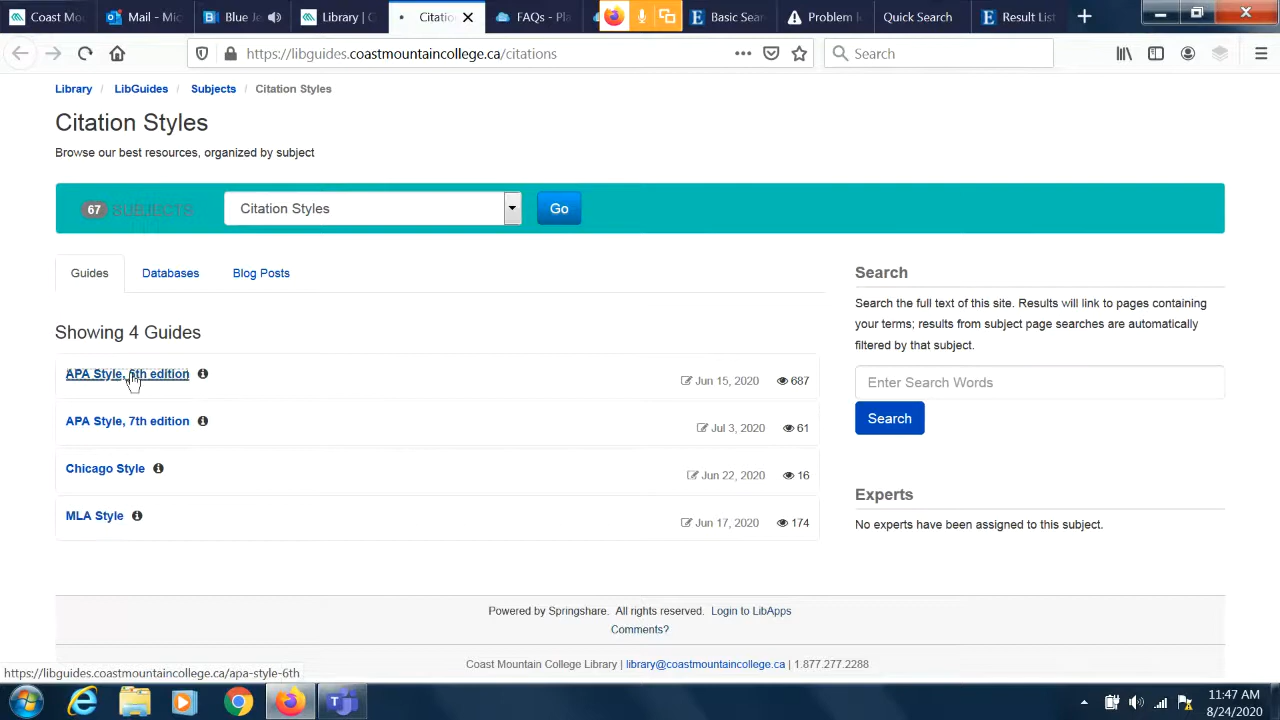 Coast Moun
Mail - Mic
Blue Je
Library | C
Citatio
FAQs - Pla
Basic Sear
Problem l
Quick Search
Result List
https://libguides.coastmountaincollege.ca/citations
Search
Library / LibGuides / Subjects / Citation Styles
Citation Styles
Browse our best resources, organized by subject
67 SUBJECTS
Citation Styles
Go
Guides
Databases
Blog Posts
Showing 4 Guides
APA Style, 6th edition
Jun 15, 2020
687
APA Style, 7th edition
Jul 3, 2020
61
Chicago Style
Jun 22, 2020
16
MLA Style
Jun 17, 2020
174
Search
Search the full text of this site. Results will link to pages containing
your terms; results from subject page searches are automatically
filtered by that subject.
Enter Search Words
Search
Experts
No experts have been assigned to this subject.
Powered by Springshare. All rights reserved. Login to LibApps
Comments?
Coast Mountain College Library | library@coastmountaincollege.ca | 1.877.277.2288
https://libguides.coastmountaincollege.ca/apa-style-6th
11:47 AM
8/24/2020